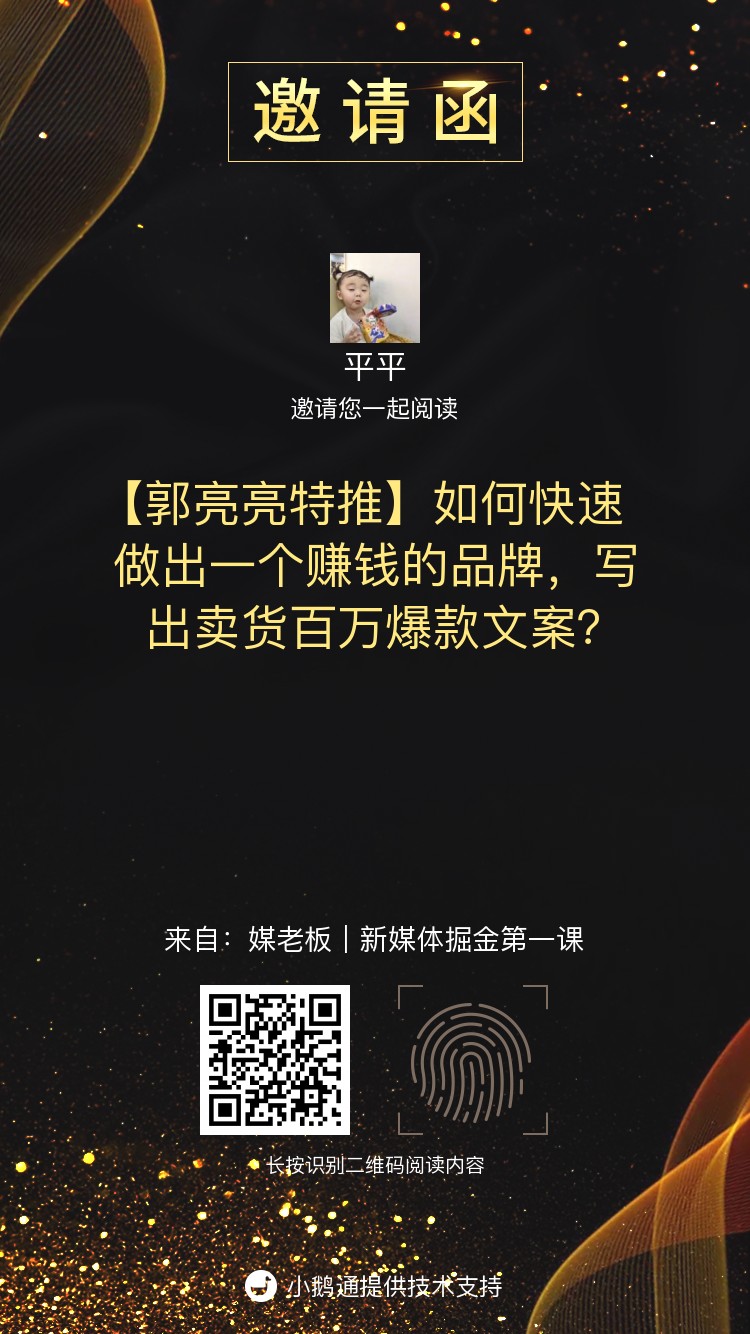 邀请函
平平
邀请您一起阅读
【郭亮亮特推】如何快速
做出一个赚钱的品牌，写
出卖货百万爆款文案？
来自：媒老板｜新媒体掘金第一课
长按识别二维码阅读内容
小鹅通提供技术支持